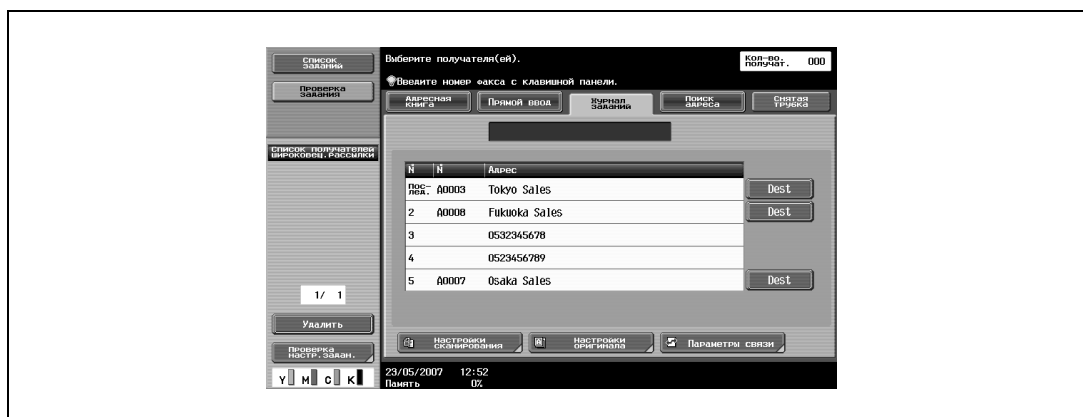 Список
заданий
Проверка
задания
Список получателей
широковещ.рассылки
1/ 1
Удалить
Проверка
настр.задан.
Y M C K
Выберите получателя(ей).
Кол-во.
получат. 000
Введите номер факса с клавишной панели.
Адресная
книга
Прямой ввод
Журнал
заданий
Поиск
адреса
Снятая
трубка
N N Адрес
Пос-
лед. A0003 Tokyo Sales Dest
2 A0008 Fukuoka Sales Dest
3 0532345678
4 0523456789
5 A0007 Osaka Sales Dest
Настройки
сканирования
Настройки
оригинала
Параметры связи
23/05/2007 12:52
Память 0%